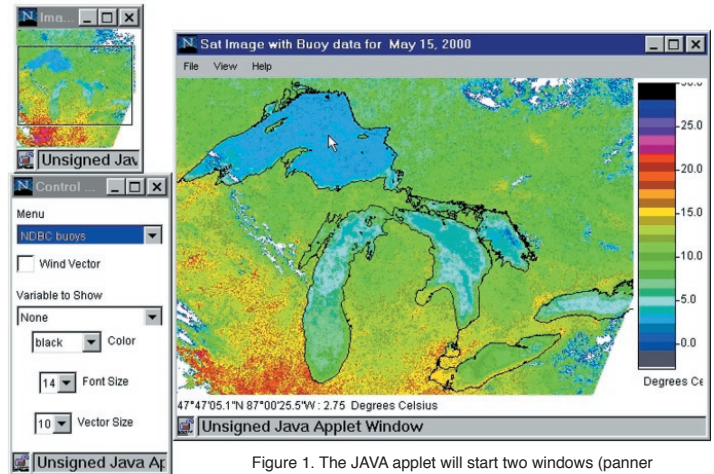 Ima...
Unsigned Jav
Control ...
Menu
NDBC buoys
Wind Vector
Variable to Show
None
black Color
14 Font Size
10 Vector Size
Unsigned Java Ap
Sat Image with Buoy data for May 15, 2000
File View Help
30.0
25.0
20.0
15.0
10.0
5.0
0.0
Degrees Ce
47°47'05.1"N 87°00'25.5"W : 2.75 Degrees Celsius
Unsigned Java Applet Window
Figure 1. The JAVA applet will start two windows (panner